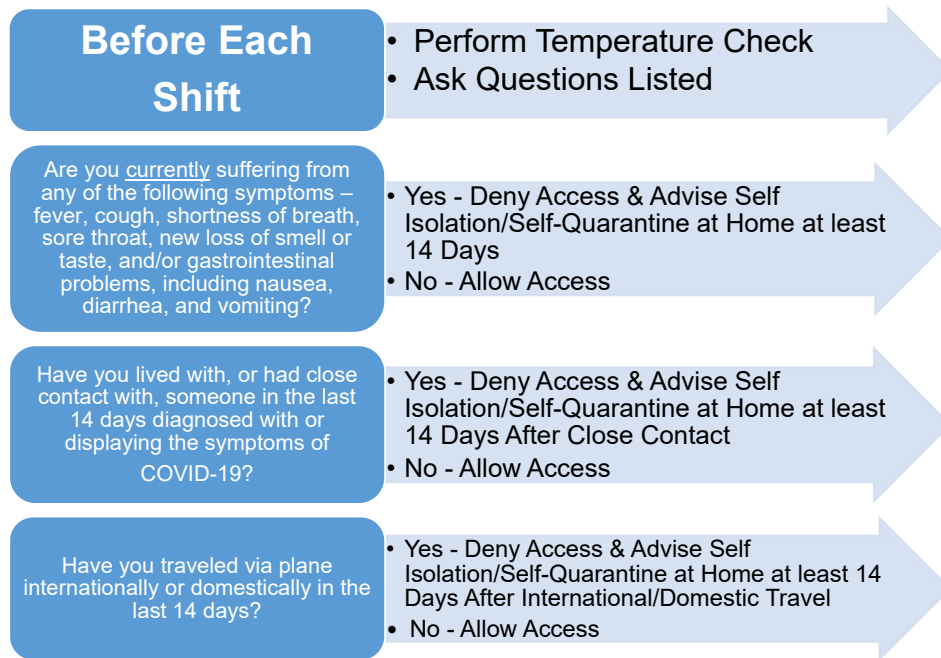 Before Each
Shift
• Perform Temperature Check
• Ask Questions Listed
Are you currently suffering from
any of the following symptoms –
fever, cough, shortness of breath,
sore throat, new loss of smell or
taste, and/or gastrointestinal
problems, including nausea,
diarrhea, and vomiting?
• Yes - Deny Access & Advise Self
Isolation/Self-Quarantine at Home at least
14 Days
• No - Allow Access
Have you lived with, or had close
contact with, someone in the last
14 days diagnosed with or
displaying the symptoms of
COVID-19?
• Yes - Deny Access & Advise Self
Isolation/Self-Quarantine at Home at least
14 Days After Close Contact
• No - Allow Access
Have you traveled via plane
internationally or domestically in the
last 14 days?
• Yes - Deny Access & Advise Self
Isolation/Self-Quarantine at Home at least 14
Days After International/Domestic Travel
• No - Allow Access